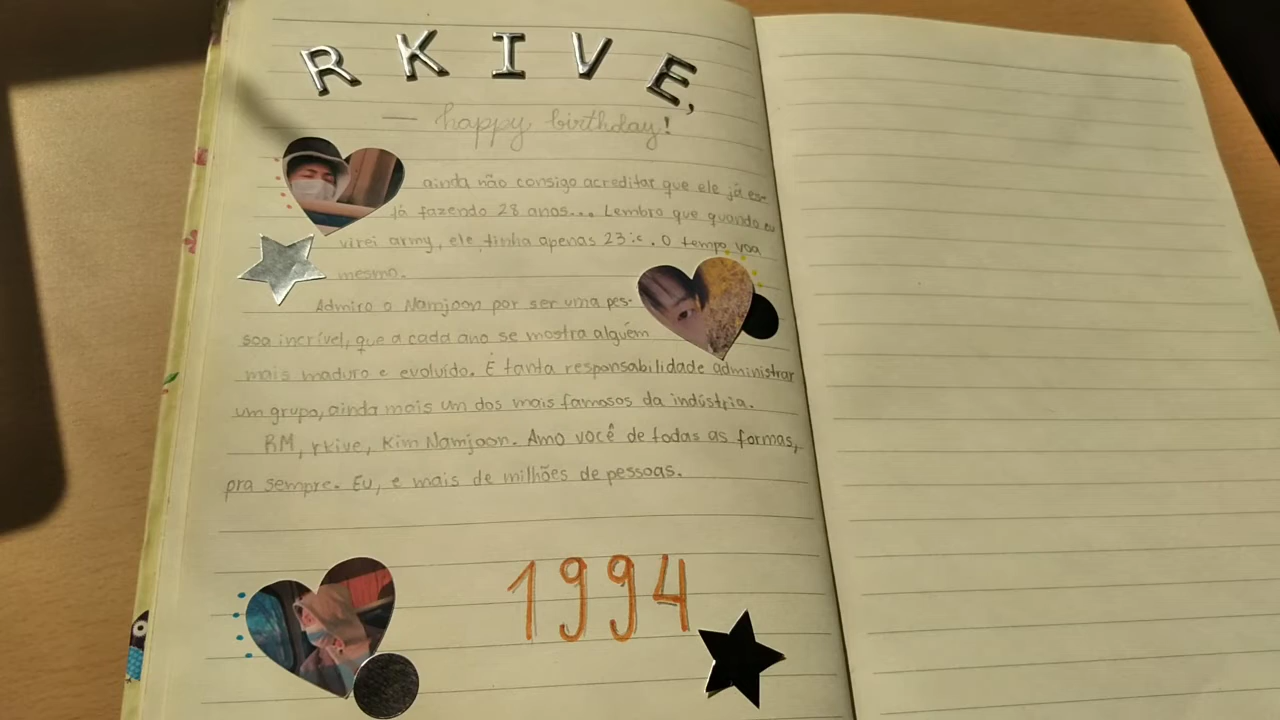 RKIVE,
— happy birthday!
ainda não consigo acreditar que ele já es-
tá fazendo 28 anos... Lembro que quando eu
virei army, ele tinha apenas 23 :c. O tempo voa
mesmo.
Admiro o Namjoon por ser uma pes-
soa incrível, que a cada ano se mostra alguém
mais maduro e evoluído. É tanta responsabilidade administrar
um grupo, ainda mais um dos mais famosos da indústria.
RM, rkive, Kim Namjoon. Amo você de todas as formas,
pra sempre. Eu, e mais de milhões de pessoas.
1994